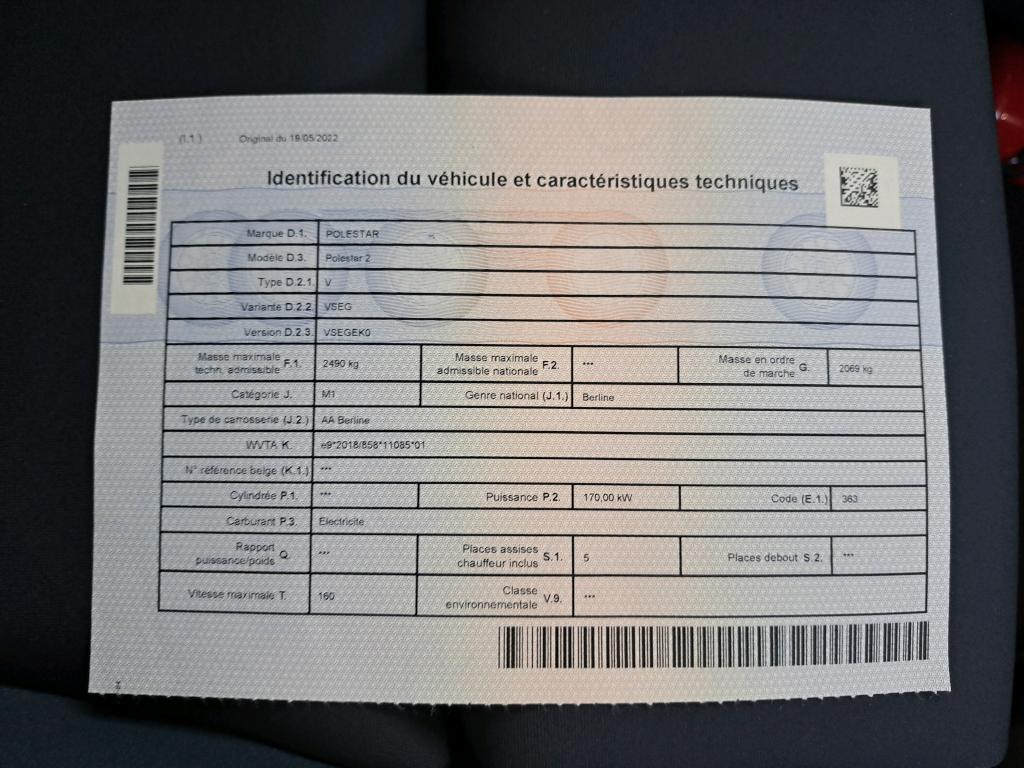 (I.1.) Original du 19/05/2022
Identification du véhicule et caractéristiques techniques
Marque D.1. POLESTAR
Modèle D.3. Polestar 2
Type D.2.1. V
Variante D.2.2. VSEG
Version D.2.3. VSEGEK0
Masse maximale techn. admissible F.1. 2490 kg Masse maximale admissible nationale F.2. *** Masse en ordre de marche G. 2069 kg
Catégorie J. M1 Genre national (J.1.) Berline
Type de carrosserie (J.2.) AA Berline
WVTA K. e9*2018/858*11085*01
N° référence belge (K.1.) ***
Cylindrée P.1. *** Puissance P.2. 170,00 kW Code (E.1.) 363
Carburant P.3. Electricite
Rapport puissance/poids Q. *** Places assises chauffeur inclus S.1. 5 Places debout S.2. ***
Vitesse maximale T. 160 Classe environnementale V.9. ***